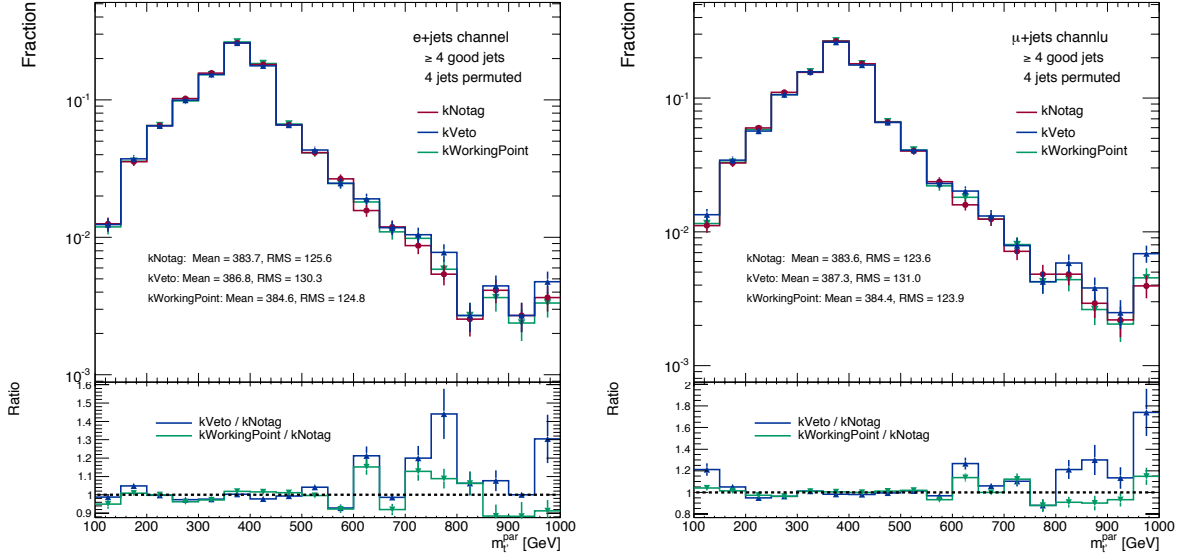 Fraction
e+jets channel
≥ 4 good jets
4 jets permuted
kNotag
kVeto
kWorkingPoint
10⁻¹
10⁻²
10⁻³
kNotag: Mean = 383.7, RMS = 125.6
kVeto: Mean = 386.8, RMS = 130.3
kWorkingPoint: Mean = 384.6, RMS = 124.8
Ratio
1.6
1.5
1.4
1.3
1.2
1.1
1
0.9
kVeto / kNotag
kWorkingPoint / kNotag
100 200 300 400 500 600 700 800 900 1000
m_t'^par [GeV]
Fraction
μ+jets channlu
≥ 4 good jets
4 jets permuted
kNotag
kVeto
kWorkingPoint
10⁻¹
10⁻²
10⁻³
kNotag: Mean = 383.6, RMS = 123.6
kVeto: Mean = 387.3, RMS = 131.0
kWorkingPoint: Mean = 384.4, RMS = 123.9
Ratio
2
1.8
1.6
1.4
1.2
1
0.8
kVeto / kNotag
kWorkingPoint / kNotag
100 200 300 400 500 600 700 800 900 1000
m_t'^par [GeV]